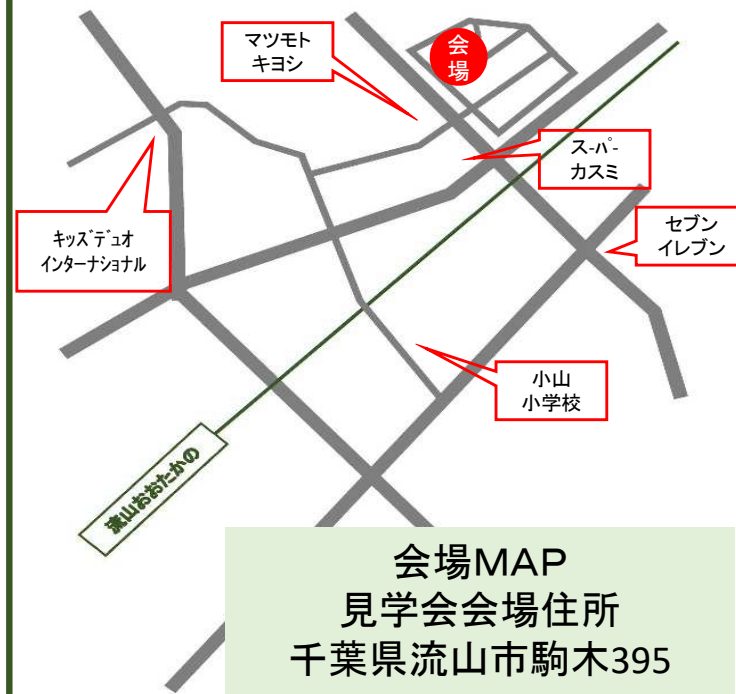 マツモト
キヨシ
会
場
ス-ﾊﾟ-
カスミ
セブン
イレブン
ｷｯｽﾞﾃﾞｭｵ
ｲﾝﾀｰﾅｼｮﾅﾙ
小山
小学校
流山おおたかの
会場MAP
見学会会場住所
千葉県流山市駒木395